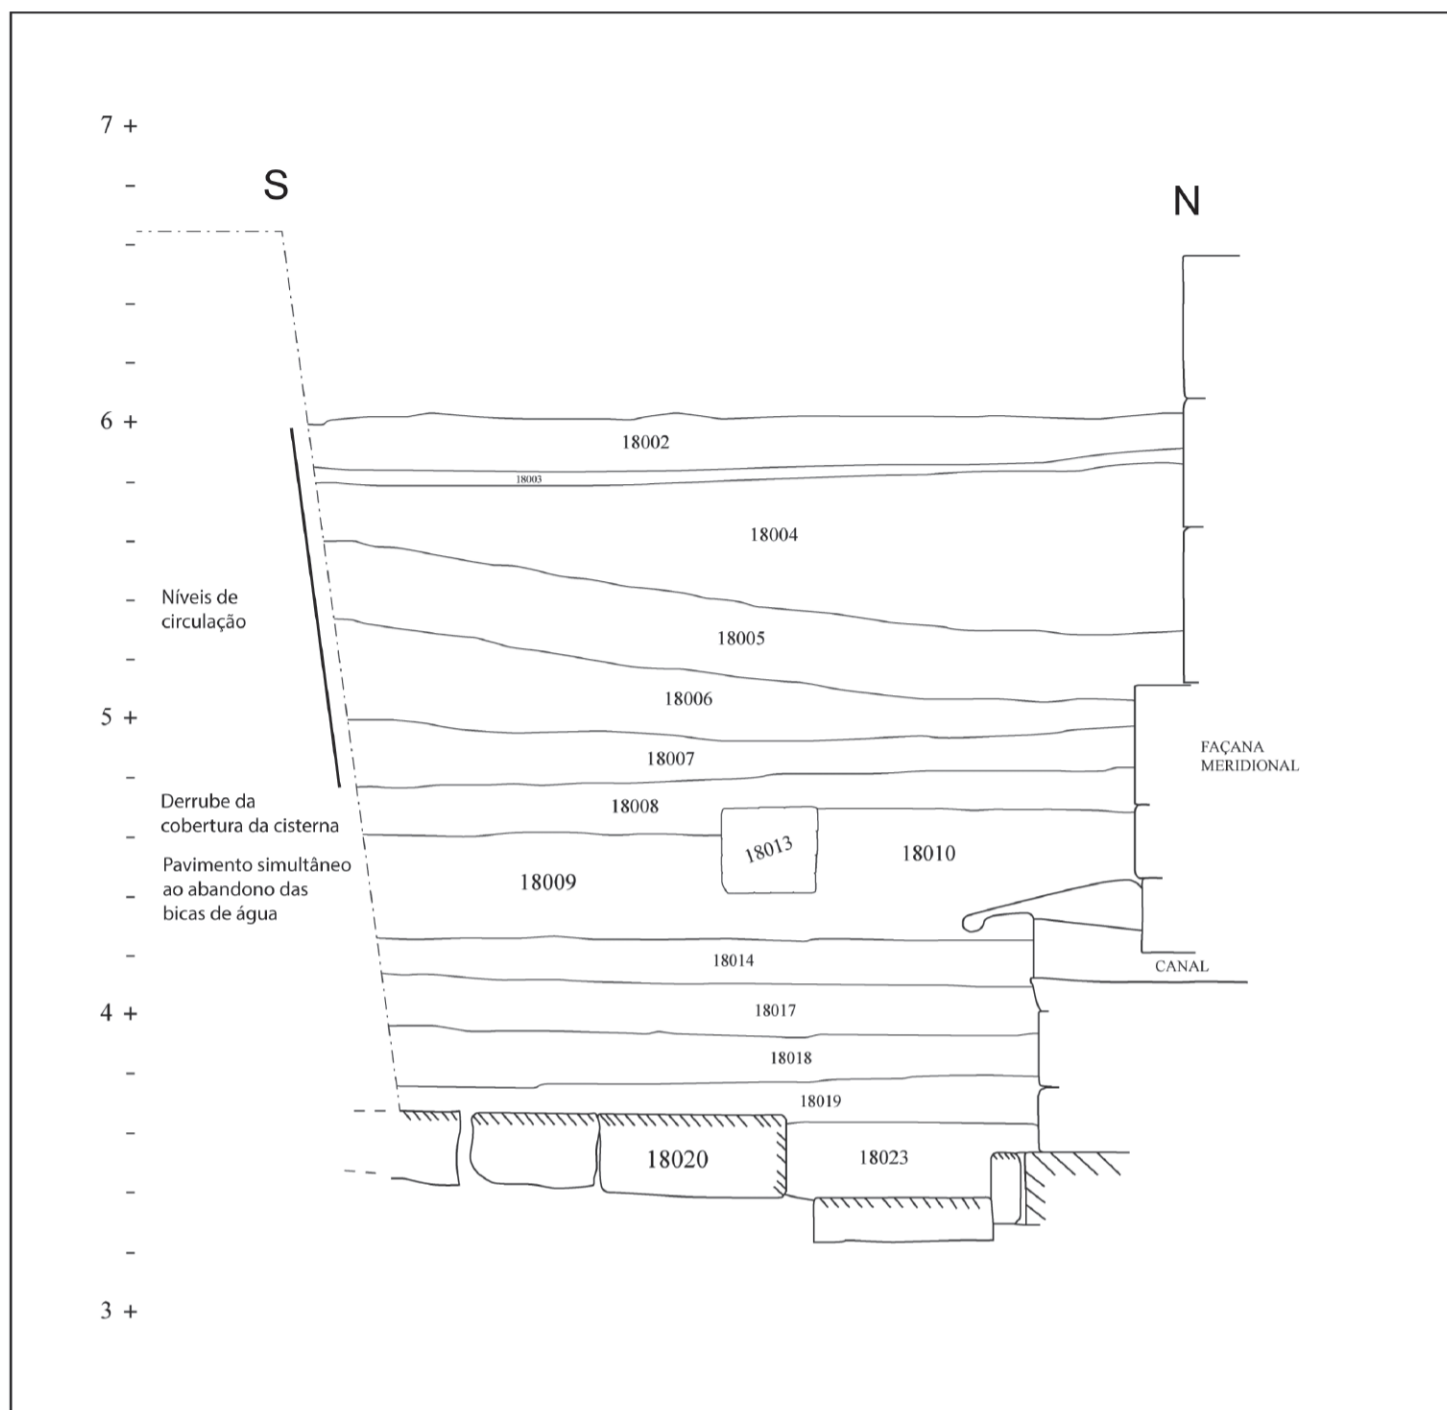 7 +
S
N
6 +
18002
18003
18004
Níveis de
circulação
18005
18006
5 +
18007
FAÇANA
MERIDIONAL
Derrube da
cobertura da cisterna
18008
18013
18010
Pavimento simultâneo
ao abandono das
bicas de água
18009
18014
CANAL
4 +
18017
18018
18019
18020
18023
3 +